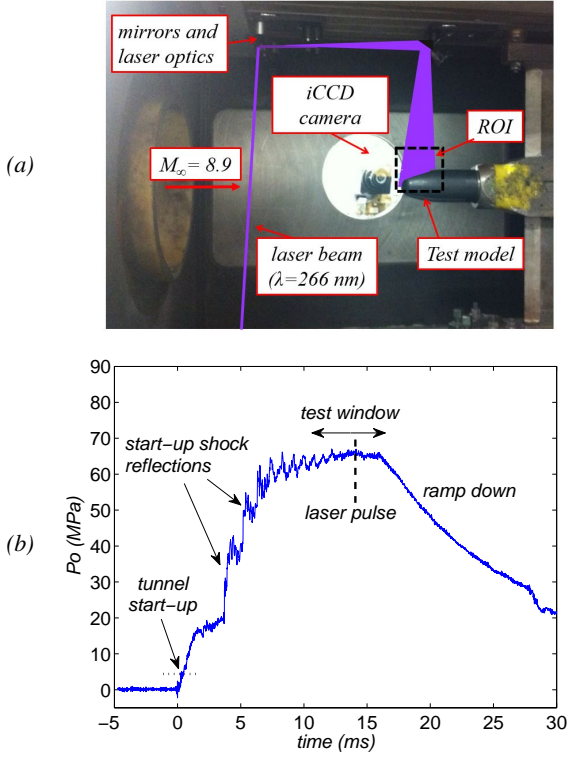 mirrors and
laser optics
iCCD
camera
ROI
(a)
M∞= 8.9
laser beam
(λ=266 nm)
Test model
(b)
Po (MPa)
90
80
70
60
50
40
30
20
10
0
test window
start−up shock
reflections
laser pulse
ramp down
tunnel
start−up
−5
0
5
10
15
20
25
30
time (ms)